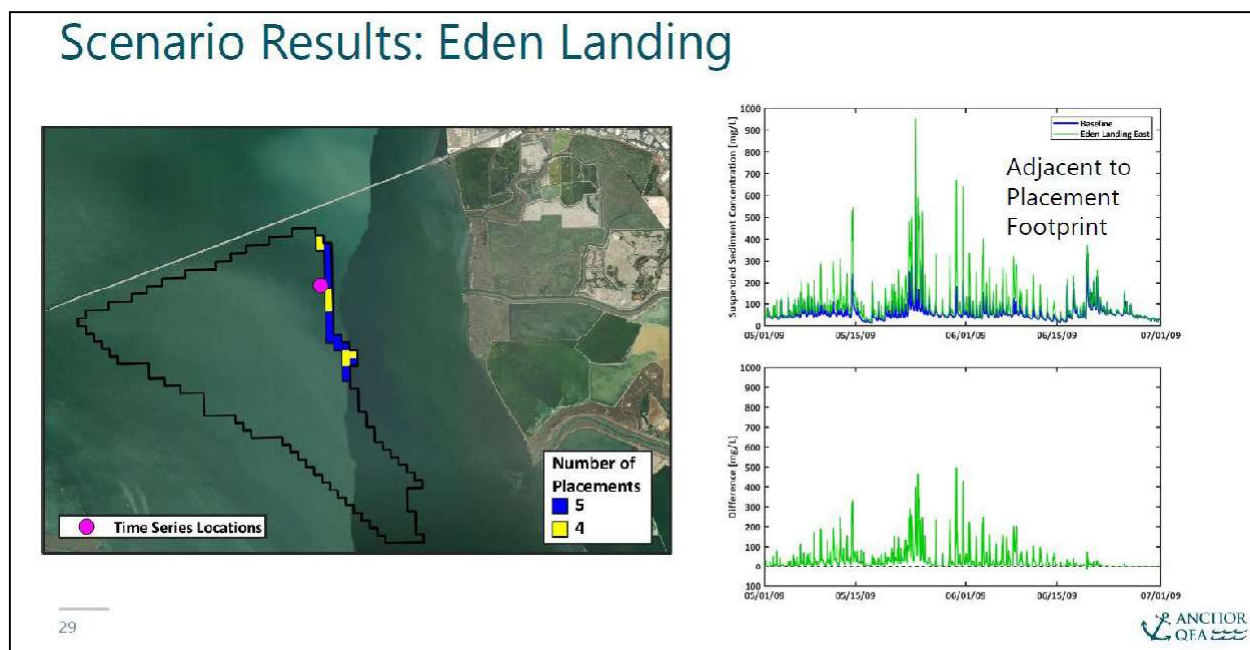 Scenario Results: Eden Landing
Number of
Placements
5
4
Time Series Locations
Suspended Sediment Concentration [mg/L]
1000
900
800
700
600
500
400
300
200
100
0
05/01/09
05/15/09
06/01/09
06/15/09
07/01/09
Baseline
Eden Landing East
Adjacent to
Placement
Footprint
Difference [mg/L]
1000
900
800
700
600
500
400
300
200
100
0
100
05/01/09
05/15/09
06/01/09
06/15/09
07/01/09
29
ANCHOR
QEA